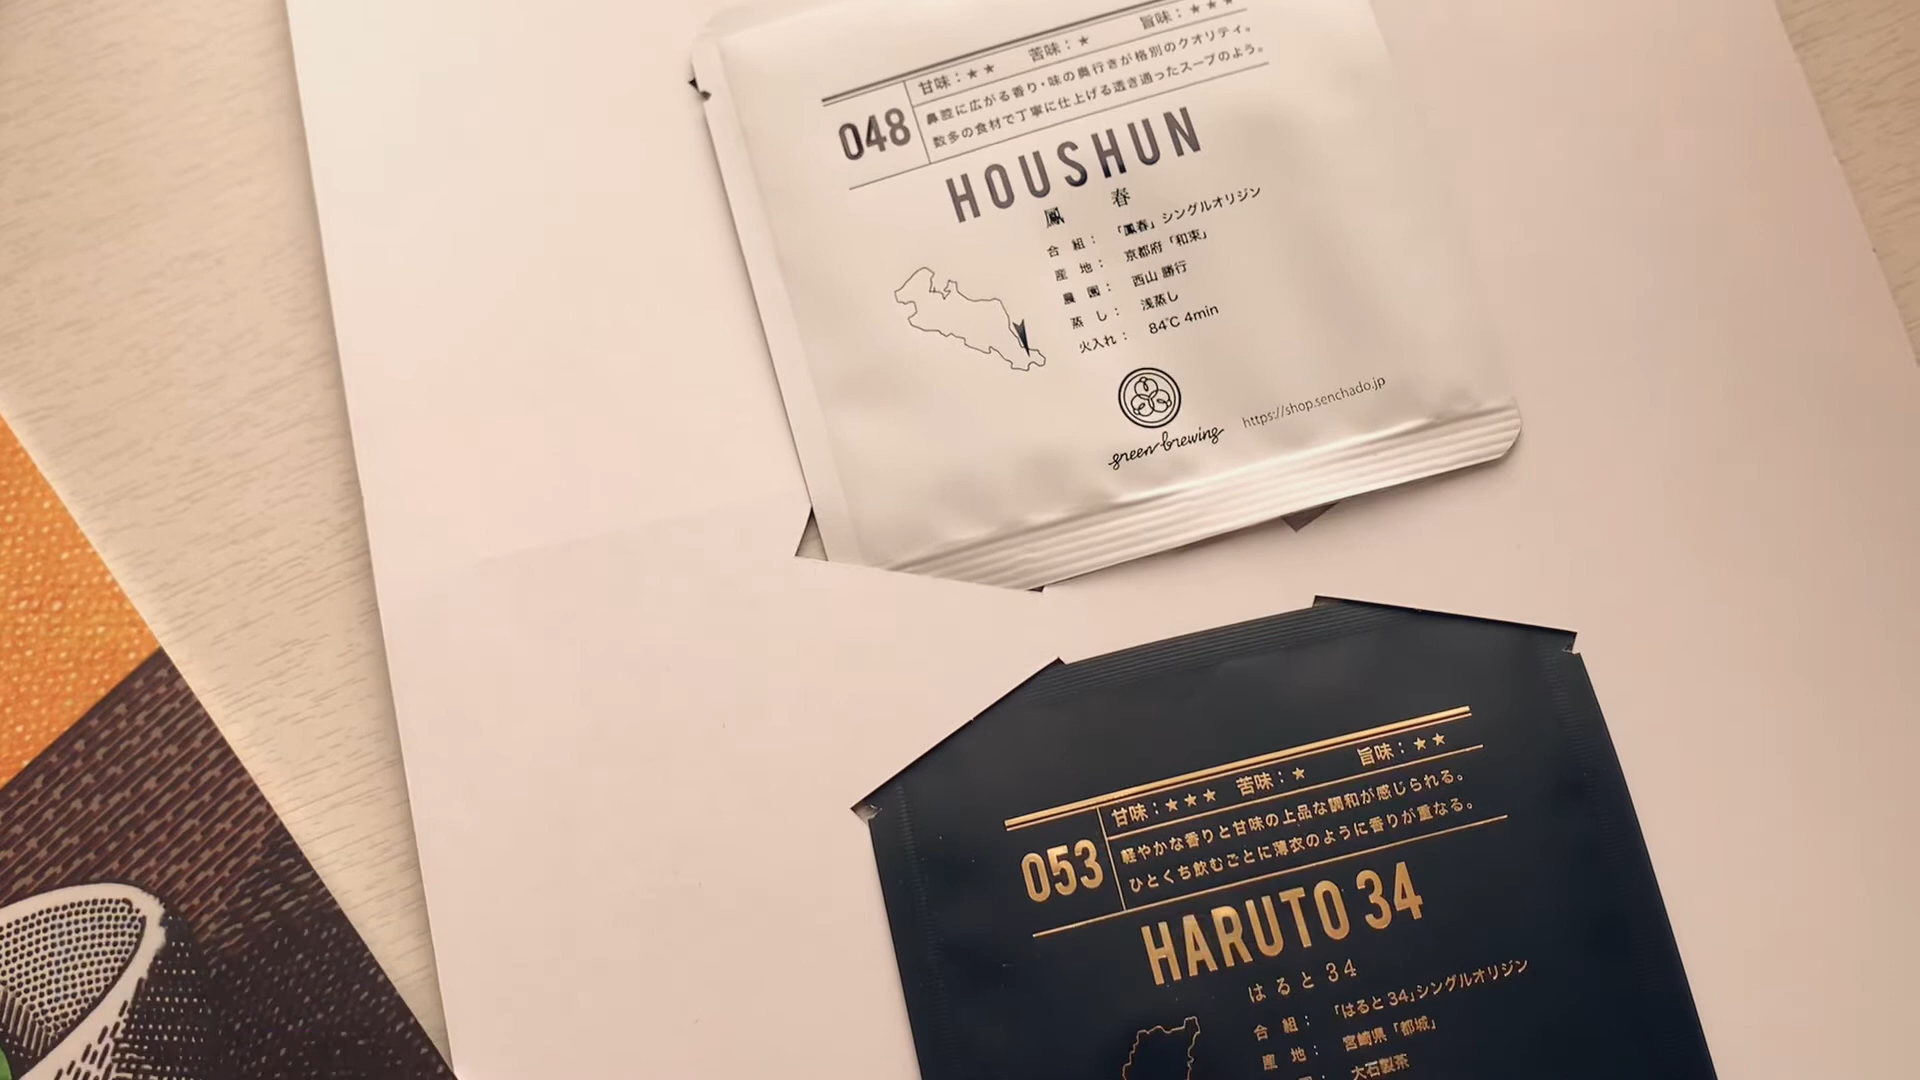 甘味：★★ 苦味：★ 旨味：★★★
048
鼻腔に広がる香り・味の奥行きが格別のクオリティ。
数多の食材で丁寧に仕上げる透き通ったスープのよう。
HOUSHUN
鳳 春
合 組： 「鳳春」シングルオリジン
産 地： 京都府「和束」
農 園： 西山 勝行
蒸 し： 浅蒸し
火入れ： 84℃ 4min
green brewing
https://shop.senchado.jp
甘味：★★★ 苦味：★ 旨味：★★
053
軽やかな香りと甘味の上品な調和が感じられる。
ひとくち飲むごとに薄衣のように香りが重なる。
HARUTO 34
はると 34
合 組： 「はると 34」シングルオリジン
産 地： 宮崎県「都城」
大石製茶